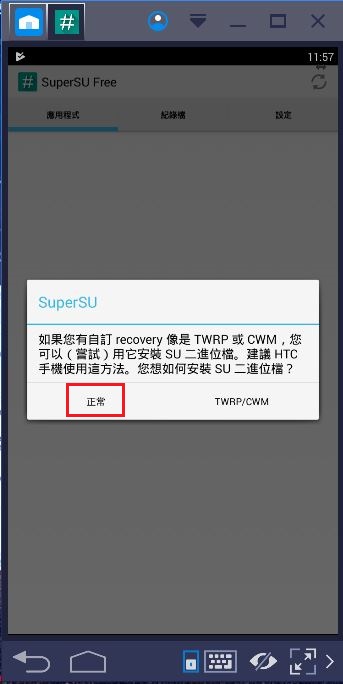 11:57
SuperSU Free
應用程式 紀錄檔 設定
SuperSU
如果您有自訂 recovery 像是 TWRP 或 CWM，您
可以（嘗試）用它安裝 SU 二進位檔。建議 HTC
手機使用這方法。您想如何安裝 SU 二進位檔？
正常 TWRP/CWM